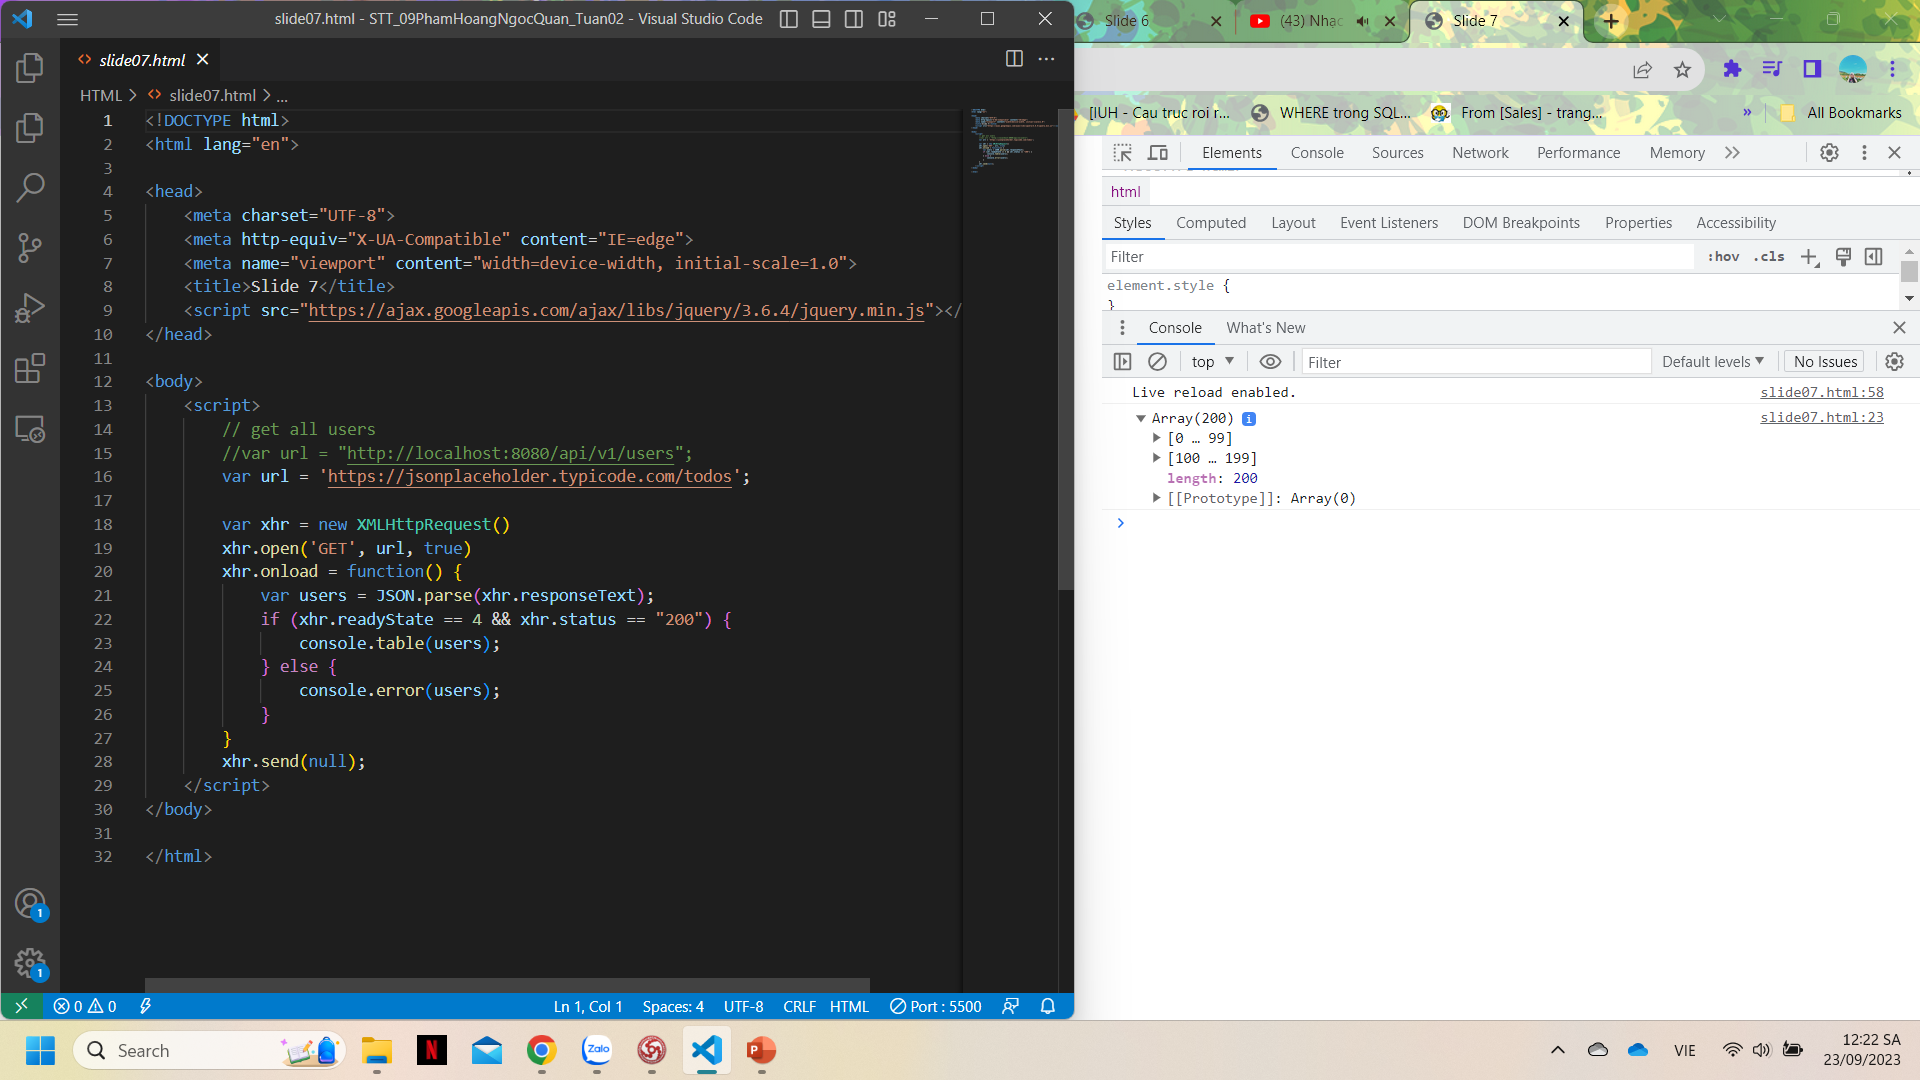 slide07.html - STT_09PhamHoangNgocQuan_Tuan02 - Visual Studio Code
slide07.html
HTML > slide07.html > ...
1 <!DOCTYPE html>
2 <html lang="en">
3
4 <head>
5 <meta charset="UTF-8">
6 <meta http-equiv="X-UA-Compatible" content="IE=edge">
7 <meta name="viewport" content="width=device-width, initial-scale=1.0">
8 <title>Slide 7</title>
9 <script src="https://ajax.googleapis.com/ajax/libs/jquery/3.6.4/jquery.min.js"></
10 </head>
11
12 <body>
13 <script>
14 // get all users
15 //var url = "http://localhost:8080/api/v1/users";
16 var url = 'https://jsonplaceholder.typicode.com/todos';
17
18 var xhr = new XMLHttpRequest()
19 xhr.open('GET', url, true)
20 xhr.onload = function() {
21 var users = JSON.parse(xhr.responseText);
22 if (xhr.readyState == 4 && xhr.status == "200") {
23 console.table(users);
24 } else {
25 console.error(users);
26 }
27 }
28 xhr.send(null);
29 </script>
30 </body>
31
32 </html>
1
1
0 0
Ln 1, Col 1 Spaces: 4 UTF-8 CRLF HTML Port : 5500
Slide 6 (43) Nhạc Slide 7
[IUH - Cau truc roi r... WHERE trong SQL... From [Sales] - trang... » All Bookmarks
Elements Console Sources Network Performance Memory
html
Styles Computed Layout Event Listeners DOM Breakpoints Properties Accessibility
Filter :hov .cls
element.style {
}
Console What's New
top Filter Default levels No Issues
Live reload enabled. slide07.html:58
Array(200) i slide07.html:23
[0 … 99]
[100 … 199]
length: 200
[[Prototype]]: Array(0)
Search
N
Zalo
P
VIE
12:22 SA
23/09/2023